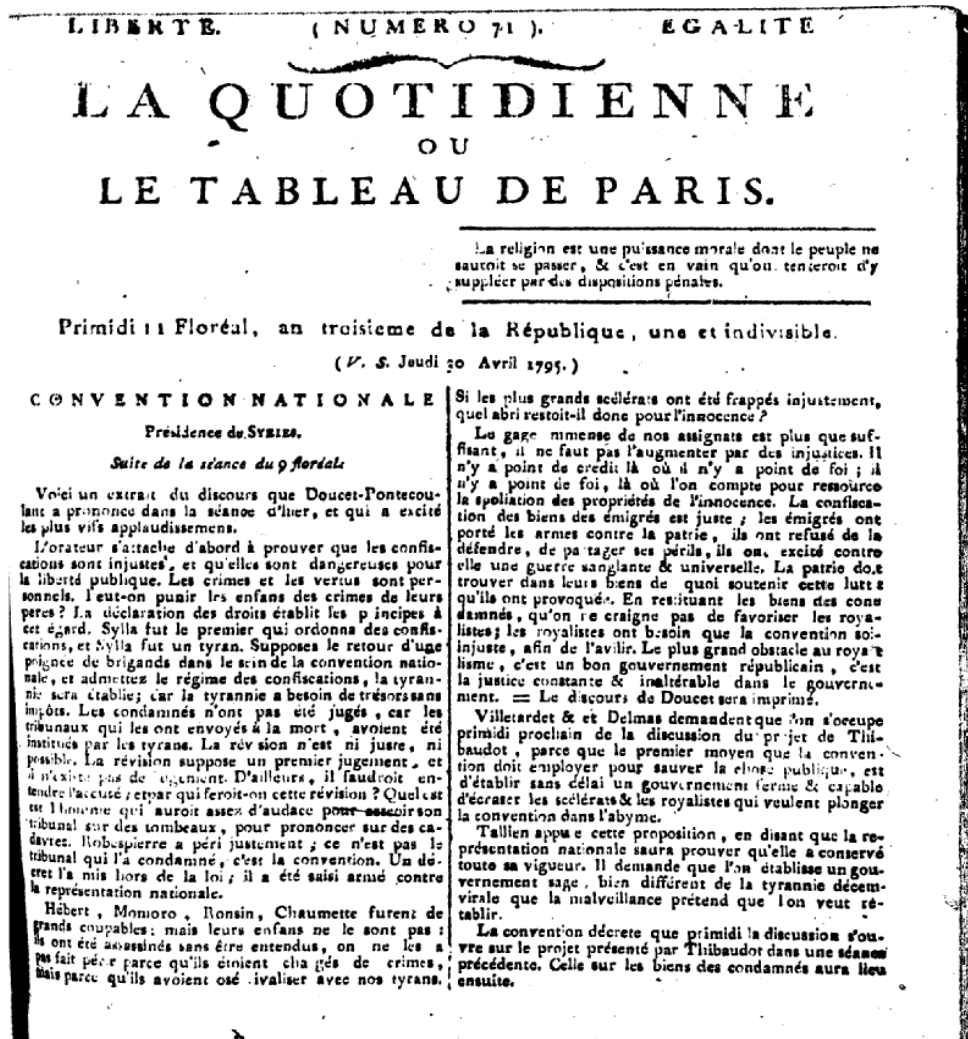 LIBERTÉ. ( NUMERO 71 ). EGALITÉ
LA QUOTIDIENNE
OU
LE TABLEAU DE PARIS.
La religion est une puissance morale dont le peuple ne
sauroit se passer, & c'est en vain qu'on tenteroit d'y
suppléer par des dispositions pénales.
Primidi 11 Floréal, an troisieme de la République, une et indivisible.
(V. S. Jeudi 30 Avril 1795.)
CONVENTION NATIONALE
Présidence de SYRIES.
Suite de la séance du 9 floréal
Voici un extrait du discours que Doucet-Pontecou-
lant a prononcé dans la séance d'hier, et qui a excité
les plus vifs applaudissemens.
L'orateur s'attache d'abord à prouver que les confis-
cations sont injustes, et qu'elles sont dangereuses pour
la liberté publique. Les crimes et les vertus sont per-
sonnels. Peut-on punir les enfans des crimes de leurs
peres ? La déclaration des droits établit les p incipes à
cet égard. Sylla fut le premier qui ordonna des confis-
cations, et Sylla fut un tyran. Supposes le retour d'une
poignée de brigands dans le sein de la convention natio-
nale, et admettez le régime des confiscations, la tyran-
nie sera établie; car la tyrannie a besoin de trésors sans
impôts. Les condamnés n'ont pas été jugés, car les
tribunaux qui les ont envoyés à la mort, avoient été
institués par les tyrans. La rév sion n'est ni juste, ni
possible. La révision suppose un premier jugement, et
il n'existe pas de jugement. D'ailleurs, il faudroit en-
tendre l'accusé; et par qui feroit-on cette révision ? Quel est
est l'homme qui auroit assez d'audace pour asseoir son
tribunal sur des tombeaux, pour prononcer sur des ca-
davres. Robespierre a péri justement; ce n'est pas le
tribunal qui l'a condamné, c'est la convention. Un dé-
cret l'a mis hors de la loi; il a été saisi armé contre
la représentation nationale.
Hébert, Momoro, Ronsin, Chaumette furent de
grands coupables: mais leurs enfans ne le sont pas:
ils ont été assassinés sans être entendus, on ne les a
pas fait périr parce qu'ils étoient cha gés de crimes,
mais parce qu'ils avoient osé ivaliser avec nos tyrans.
Si les plus grands scélérats ont été frappés injustement,
quel abri restoit-il donc pour l'innocence ?
Le gage mmense de nos assignats est plus que suf-
fisant, il ne faut pas l'augmenter par des injustices. Il
n'y a point de crédit là où il n'y a point de foi; il
n'y a point de foi, là où l'on compte pour ressource
la spoliation des propriétés de l'innocence. La confisca-
tion des biens des émigrés est juste; les émigrés ont
porté les armes contre la patrie, ils ont refusé de la
défendre, de pa tager ses périls, ils ont excité contre
elle une guerre sanglante & universelle. La patrie doit
trouver dans leurs biens de quoi soutenir cette lutte
qu'ils ont provoquée. En restituant les biens des con-
damnés, qu'on ne craigne pas de favoriser les roya-
listes; les royalistes ont besoin que la convention soit
injuste, afin de l'avilir. Le plus grand obstacle au roya
lisme, c'est un bon gouvernement républicain, c'est
la justice constante & inaltérable dans le gouverne-
ment. = Le discours de Doucet sera imprimé.
Villetardet & et Delmas demandent que l'on s'occupe
primidi prochain de la discussion du pr jet de Thi-
baudot, parce que le premier moyen que la conven-
tion doit employer pour sauver la chose publique, est
d'établir sans délai un gouvernement ferme & capable
d'écraser les scélérats & les royalistes qui veulent plonger
la convention dans l'abyme.
Tallien appuie cette proposition, en disant que la re-
présentation nationale saura prouver qu'elle a conservé
toute sa vigueur. Il demande que l'on établisse un gou-
vernement sage, bien différent de la tyrannie décem-
virale que la malveillance prétend que l on veut ré-
tablir.
La convention décrete que primidi la discussion s'ou-
vre sur le projet présenté par Thibaudot dans une séance
précédente. Celle sur les biens des condamnés aura lieu
ensuite.